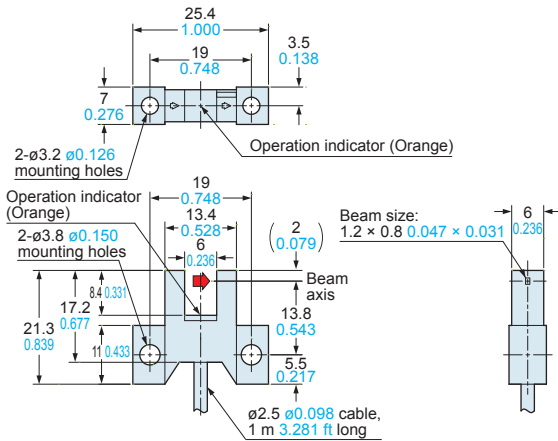 25.4
1.000
19
0.748
3.5
0.138
7
0.276
Operation indicator (Orange)
2-ø3.2 ø0.126
mounting holes
Operation indicator
(Orange)
19
0.748
13.4
0.528
6
0.236
(2
0.079)
Beam size:
1.2 × 0.8 0.047 × 0.031
6
0.236
2-ø3.8 ø0.150
mounting holes
Beam
axis
8.4 0.331
17.2
0.677
21.3
0.839
11 0.433
13.8
0.543
5.5
0.217
ø2.5 ø0.098 cable,
1 m 3.281 ft long